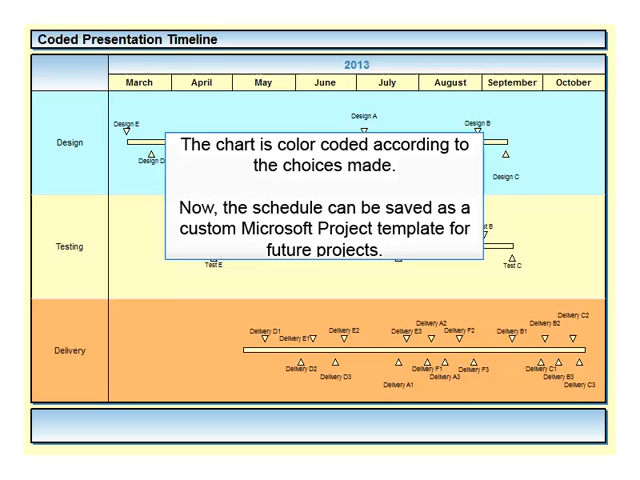 Coded Presentation Timeline
2013
March April May June July August September October
Design
Design E
Design A
Design B
Design D
Design C
The chart is color coded according to
the choices made.
Now, the schedule can be saved as a
custom Microsoft Project template for
future projects.
Testing
Test E
Test C
Delivery
Delivery D1
Delivery E1
Delivery E2
Delivery E3
Delivery A2
Delivery F2
Delivery B1
Delivery B2
Delivery C2
Delivery D2
Delivery D3
Delivery A1
Delivery F1
Delivery A3
Delivery F3
Delivery C1
Delivery B3
Delivery C3